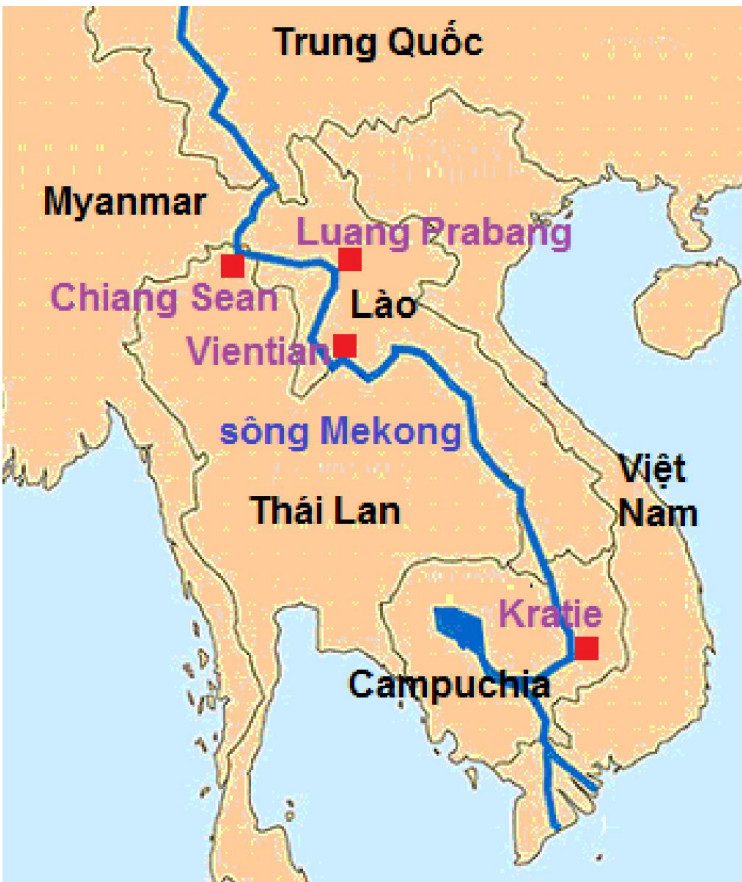 Trung Quốc
Myanmar
Luang Prabang
Chiang Sean
Lào
Vientian
sông Mekong
Việt
Nam
Thái Lan
Kratie
Campuchia